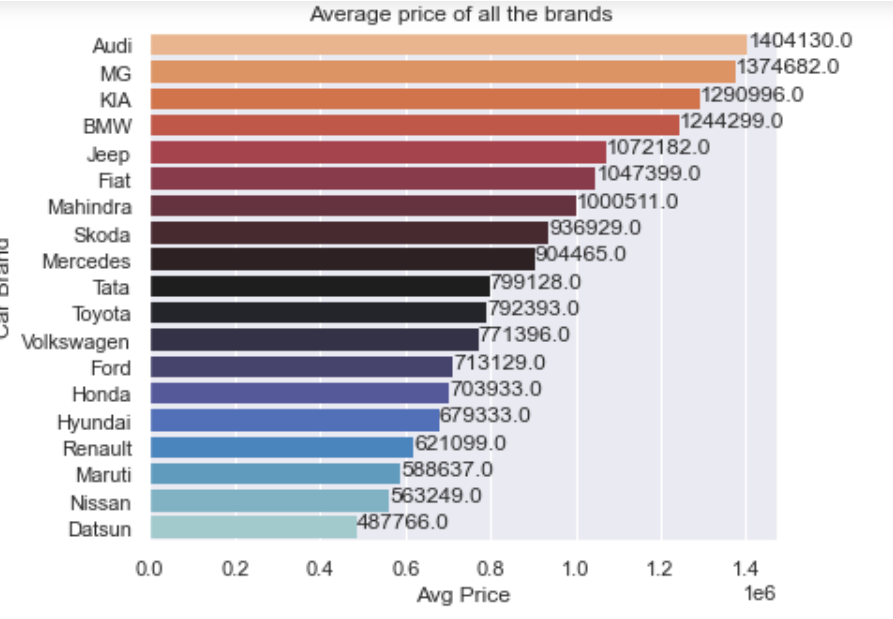 Average price of all the brands
Audi 1404130.0
MG 1374682.0
KIA 1290996.0
BMW 1244299.0
Jeep 1072182.0
Fiat 1047399.0
Mahindra 1000511.0
Skoda 936929.0
Mercedes 904465.0
Tata 799128.0
Toyota 792393.0
Volkswagen 771396.0
Ford 713129.0
Honda 703933.0
Hyundai 679333.0
Renault 621099.0
Maruti 588637.0
Nissan 563249.0
Datsun 487766.0
Car Brand
0.0 0.2 0.4 0.6 0.8 1.0 1.2 1.4
1e6
Avg Price